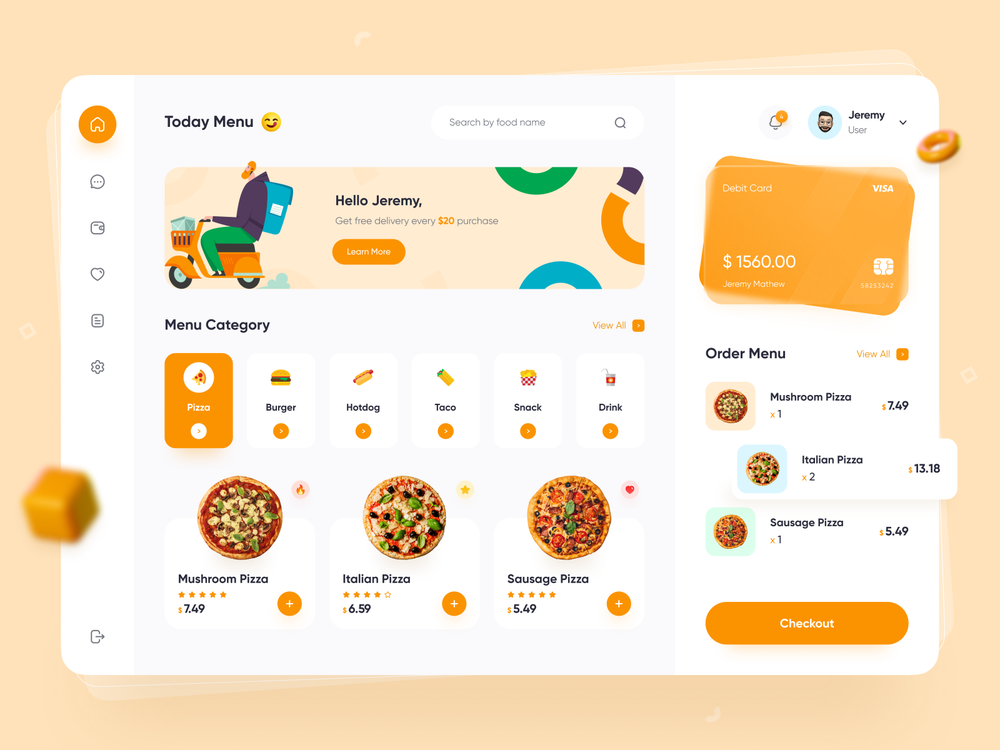 Today Menu
Search by food name
4
Jeremy
User
Hello Jeremy,
Get free delivery every $20 purchase
Learn More
Debit Card
VISA
$ 1560.00
Jeremy Mathew
56253242
Menu Category
View All
Pizza
Burger
Hotdog
Taco
Snack
Drink
Mushroom Pizza
$ 7.49
Italian Pizza
$ 6.59
Sausage Pizza
$ 5.49
Order Menu
View All
Mushroom Pizza
x 1
$ 7.49
Italian Pizza
x 2
$ 13.18
Sausage Pizza
x 1
$ 5.49
Checkout